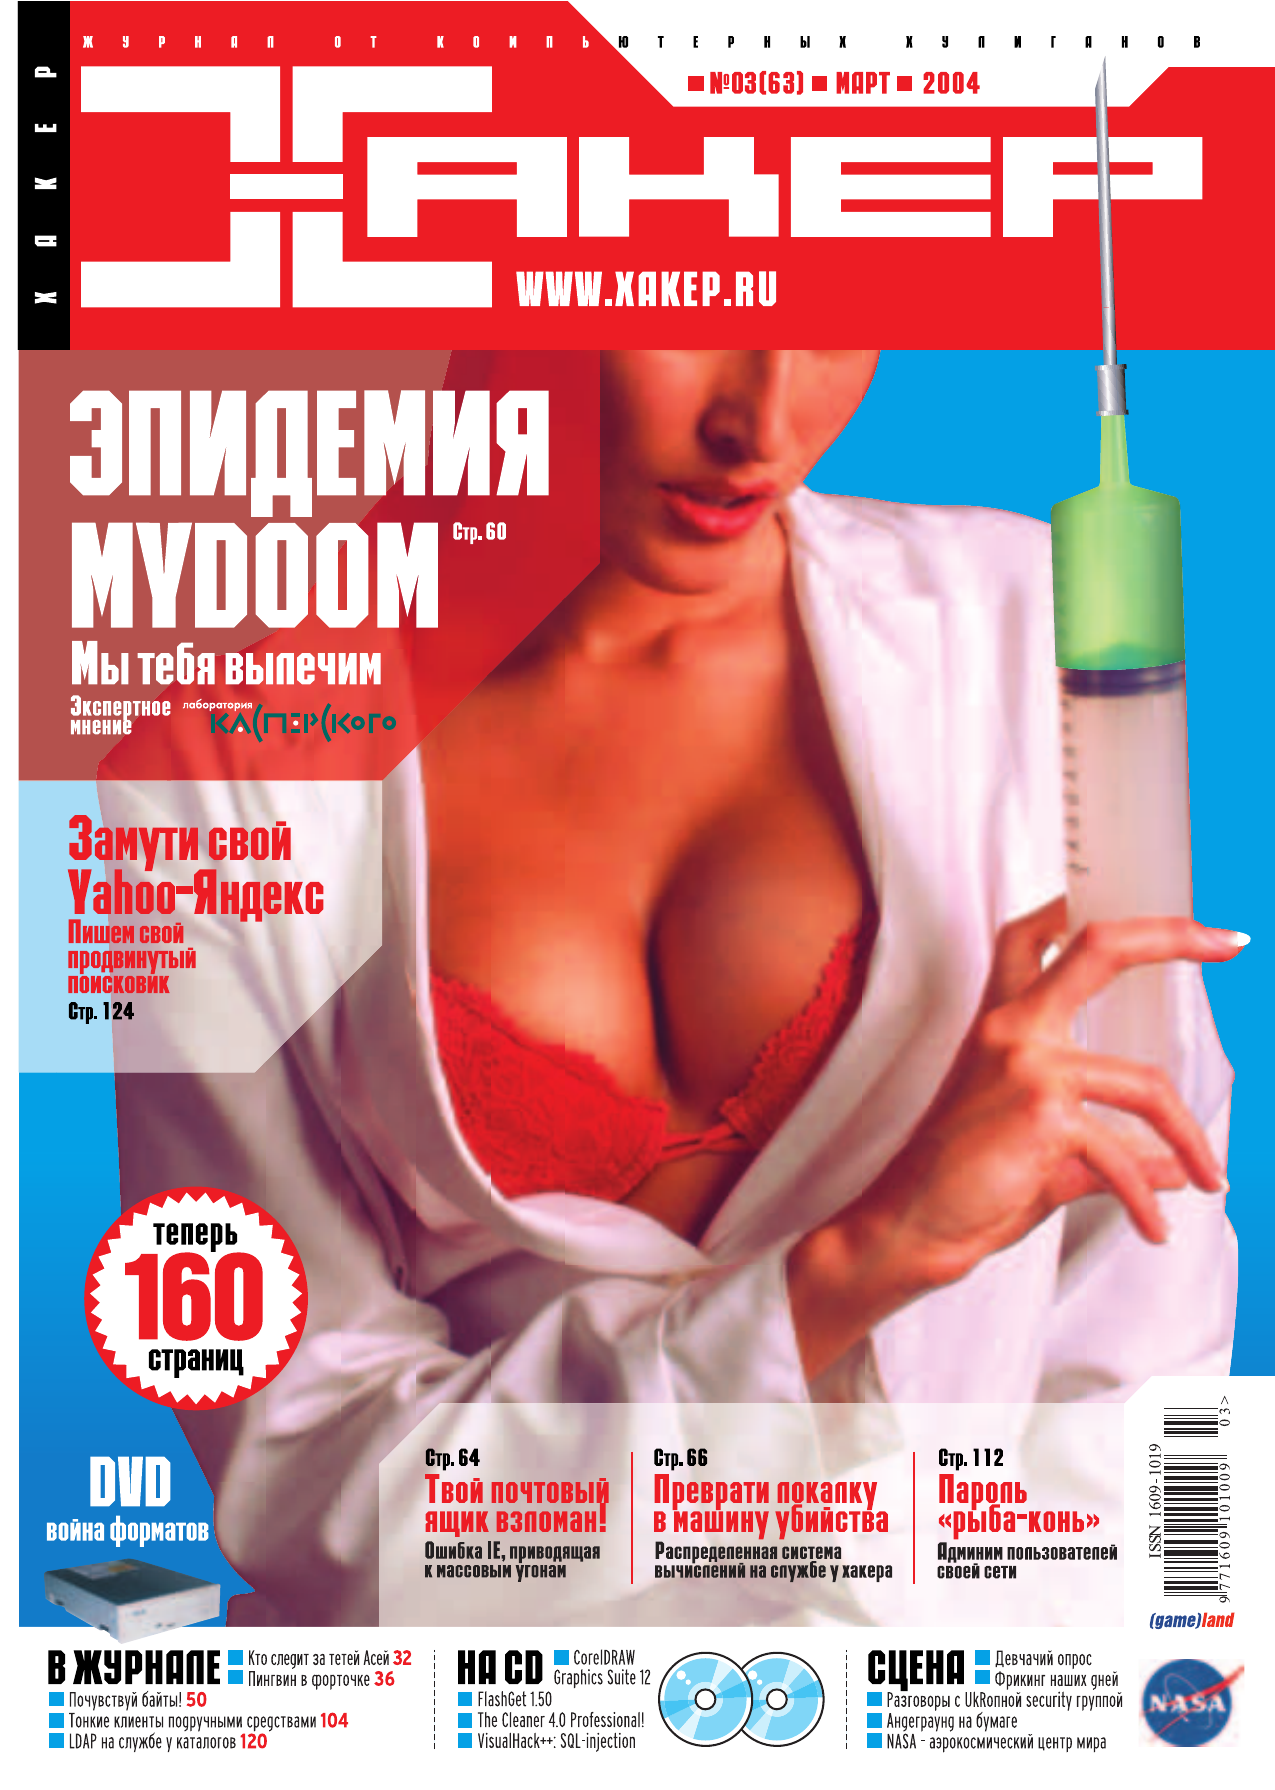 ЖУРНАЛ ОТ КОМПЬЮТЕРНЫХ ХУЛИГАНОВ
ХАКЕР
№03(63) МАРТ 2004
ХАКЕР
WWW.XAKEP.RU
ЭПИДЕМИЯ
MYDOOM
Стр. 60
Мы тебя вылечим
Экспертное
мнение
лаборатория
КАСПЕРСКОГО
Замути свой
Yahoo-Яндекс
Пишем свой
продвинутый
поисковик
Стр. 124
теперь
160
страниц
DVD
война форматов
Стр. 64
Твой почтовый
ящик взломан!
Ошибка IE, приводящая
к массовым угонам
Стр. 66
Преврати локалку
в машину убийства
Распределенная система
вычислений на службе у хакера
Стр. 112
Пароль
«рыба-конь»
Админим пользователей
своей сети
ISSN 1609-1019
9 771609 101009
03>
(game)land
В ЖУРНАЛЕ
Кто следит за тетей Асей 32
Пингвин в форточке 36
Почувствуй байты! 50
Тонкие клиенты подручными средствами 104
LDAP на службе у каталогов 120
НА CD
CorelDRAW
Graphics Suite 12
FlashGet 1.50
The Cleaner 4.0 Professional!
VisualHack++: SQL-injection
СЦЕНА
Девчачий опрос
Фрикинг наших дней
Разговоры с UkRопной security группой
Андеграунд на бумаге
NASA - аэрокосмический центр мира
NASA